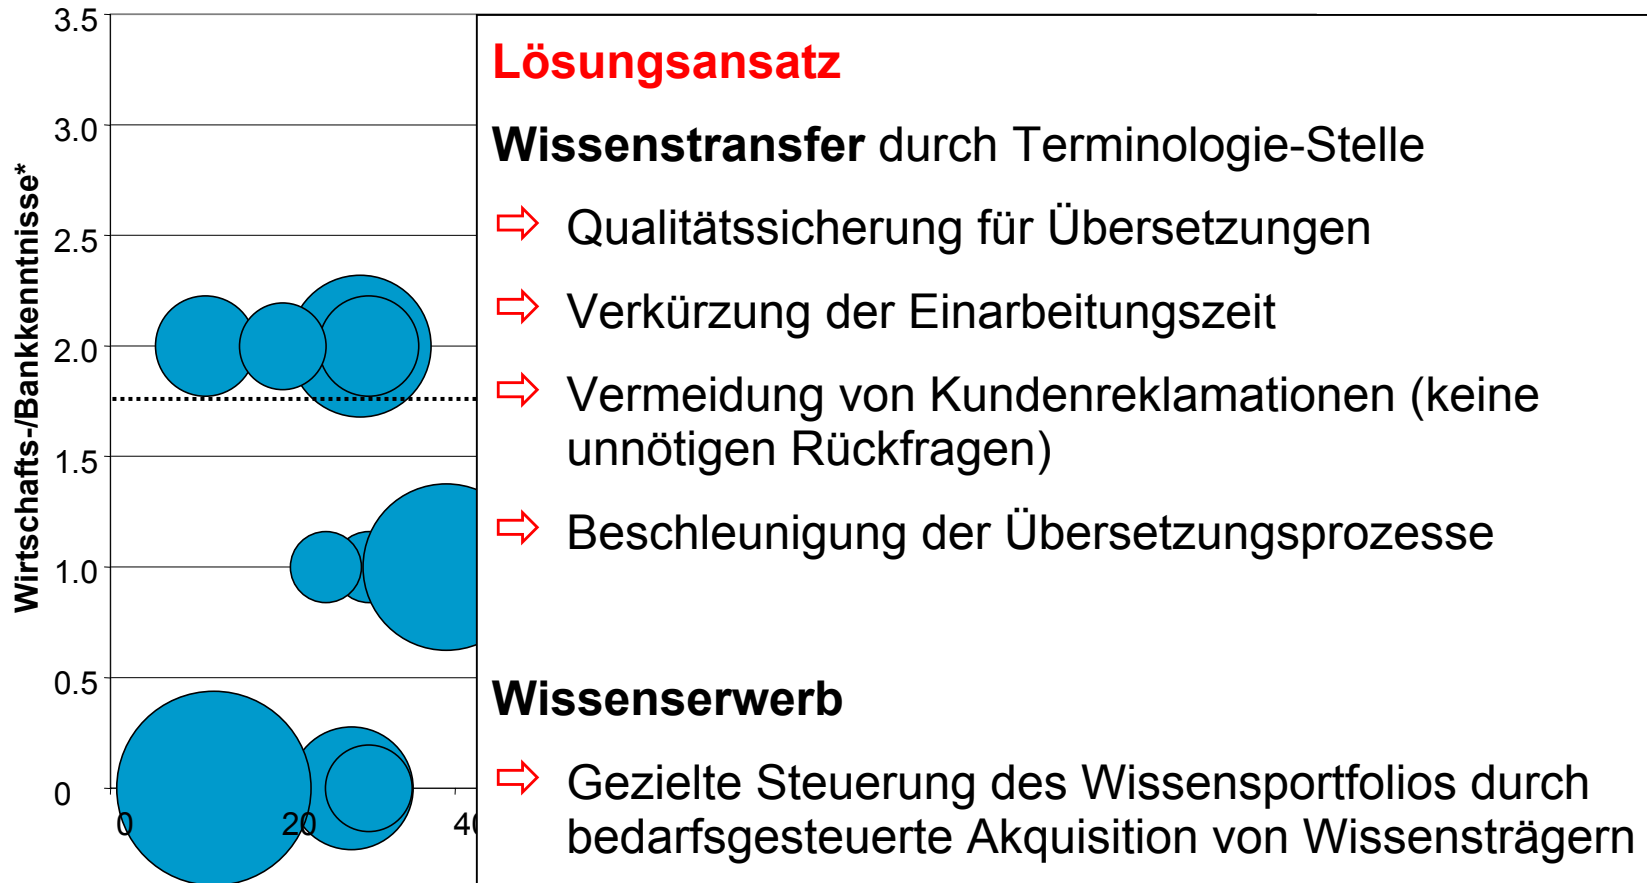 3.5
3.0
2.5
2.0
1.5
1.0
0.5
0
0
20
Wirtschafts-/Bankkenntnisse*
Lösungsansatz
Wissenstransfer durch Terminologie-Stelle
Qualitätssicherung für Übersetzungen
Verkürzung der Einarbeitungszeit
Vermeidung von Kundenreklamationen (keine
unnötigen Rückfragen)
Beschleunigung der Übersetzungsprozesse
Wissenserwerb
Gezielte Steuerung des Wissensportfolios durch
bedarfsgesteuerte Akquisition von Wissensträgern